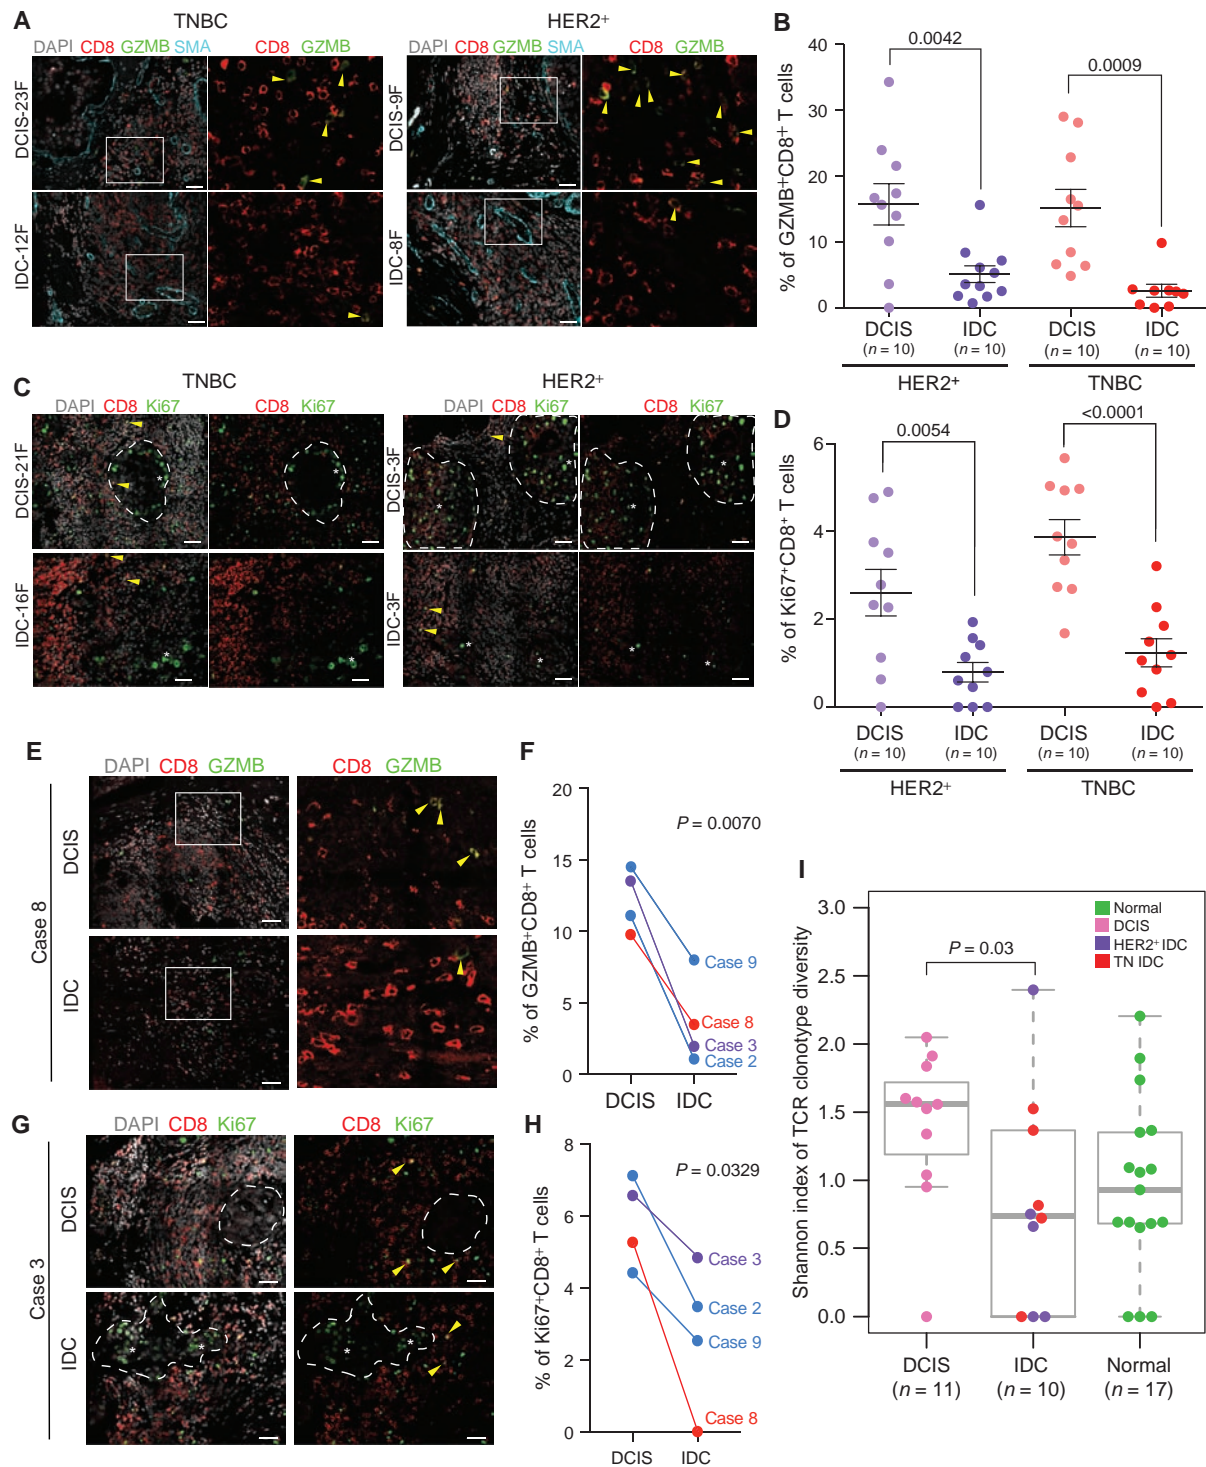 A
TNBC
HER2+
DAPI CD8 GZMB SMA
CD8 GZMB
DAPI CD8 GZMB SMA
CD8 GZMB
DCIS-23F
IDC-12F
DCIS-9F
IDC-8F
B
% of GZMB+CD8+ T cells
40
30
20
10
0
0.0042
0.0009
DCIS
(n = 10)
IDC
(n = 10)
DCIS
(n = 10)
IDC
(n = 10)
HER2+
TNBC
C
TNBC
HER2+
DAPI CD8 Ki67
CD8 Ki67
DAPI CD8 Ki67
CD8 Ki67
DCIS-21F
IDC-16F
DCIS-3F
IDC-3F
*
*
*
*
*
*
*
*
*
*
*
*
D
% of Ki67+CD8+ T cells
6
4
2
0
0.0054
<0.0001
DCIS
(n = 10)
IDC
(n = 10)
DCIS
(n = 10)
IDC
(n = 10)
HER2+
TNBC
E
DAPI CD8 GZMB
CD8 GZMB
Case 8
DCIS
IDC
F
% of GZMB+CD8+ T cells
20
15
10
5
0
P = 0.0070
Case 9
Case 8
Case 3
Case 2
DCIS IDC
G
DAPI CD8 Ki67
CD8 Ki67
Case 3
DCIS
IDC
*
*
*
*
H
% of Ki67+CD8+ T cells
8
6
4
2
0
P = 0.0329
Case 3
Case 2
Case 9
Case 8
DCIS IDC
I
Shannon index of TCR clonotype diversity
3.0
2.5
2.0
1.5
1.0
0.5
0.0
Normal
DCIS
HER2+ IDC
TN IDC
P = 0.03
DCIS
(n = 11)
IDC
(n = 10)
Normal
(n = 17)